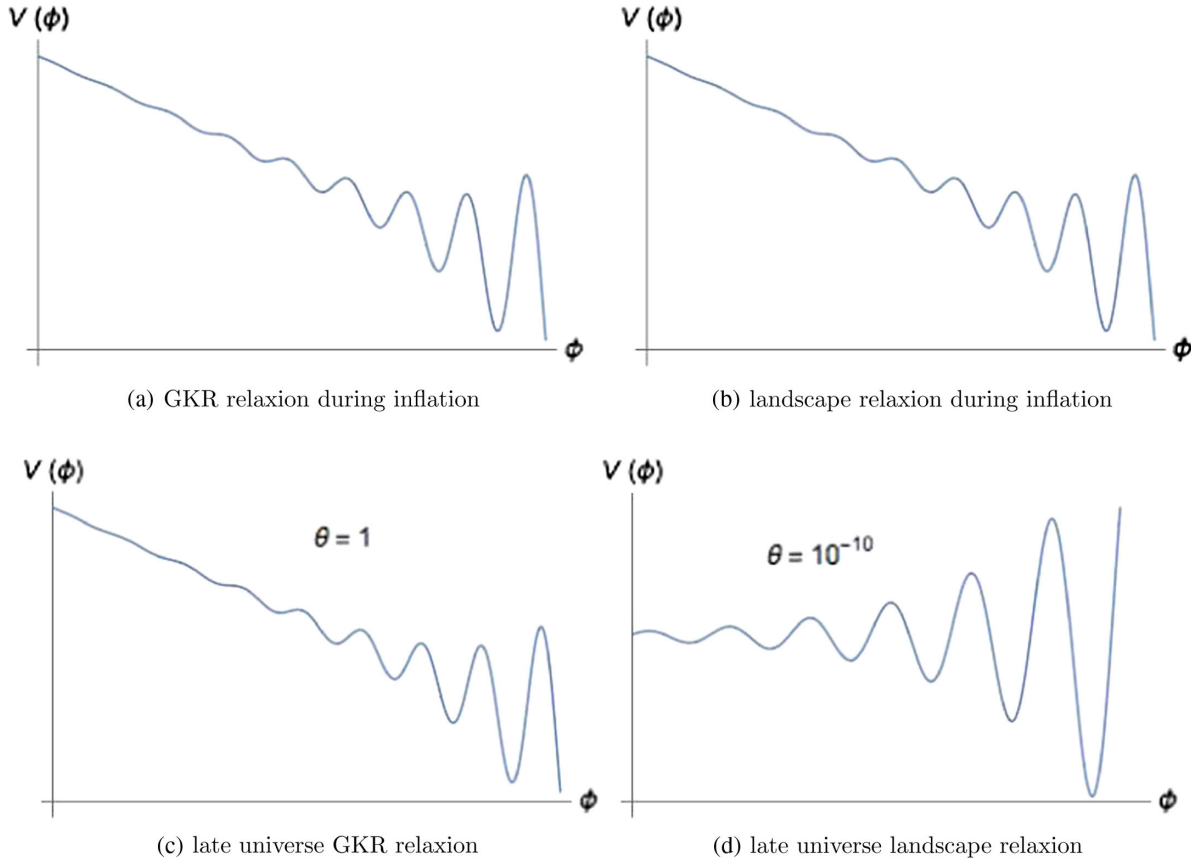 V (ϕ)
V (ϕ)
ϕ
ϕ
(a) GKR relaxion during inflation
(b) landscape relaxion during inflation
V (ϕ)
V (ϕ)
θ = 1
θ = 10⁻¹⁰
ϕ
ϕ
(c) late universe GKR relaxion
(d) late universe landscape relaxion